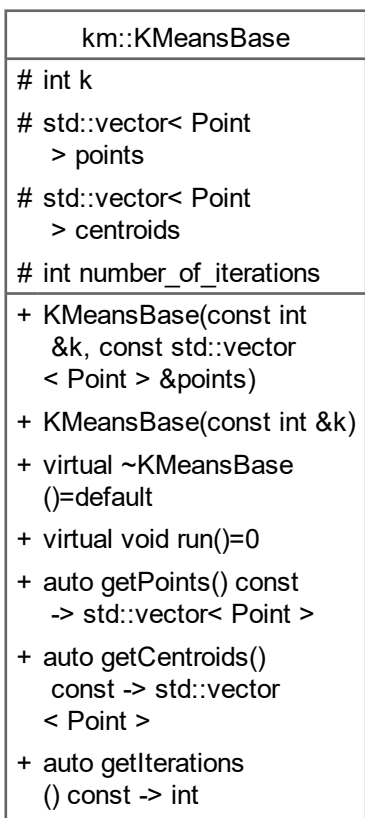 km::KMeansBase
# int k
# std::vector< Point
> points
# std::vector< Point
> centroids
# int number_of_iterations
+ KMeansBase(const int
&k, const std::vector
< Point > &points)
+ KMeansBase(const int &k)
+ virtual ~KMeansBase
()=default
+ virtual void run()=0
+ auto getPoints() const
-> std::vector< Point >
+ auto getCentroids()
const -> std::vector
< Point >
+ auto getIterations
() const -> int